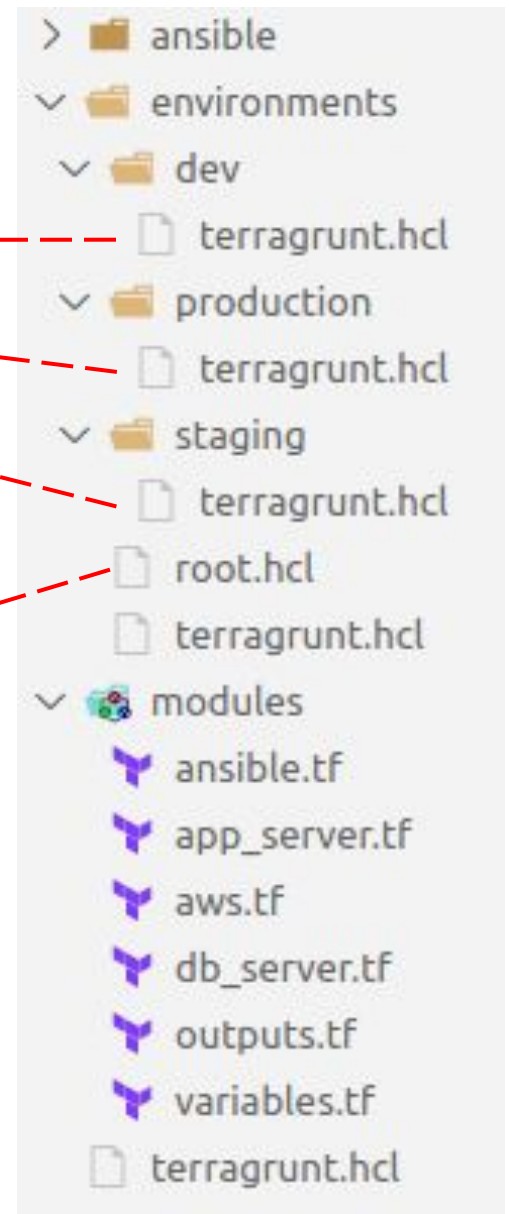 ansible
environments
dev
terragrunt.hcl
production
terragrunt.hcl
staging
terragrunt.hcl
root.hcl
terragrunt.hcl
modules
ansible.tf
app_server.tf
aws.tf
db_server.tf
outputs.tf
variables.tf
terragrunt.hcl